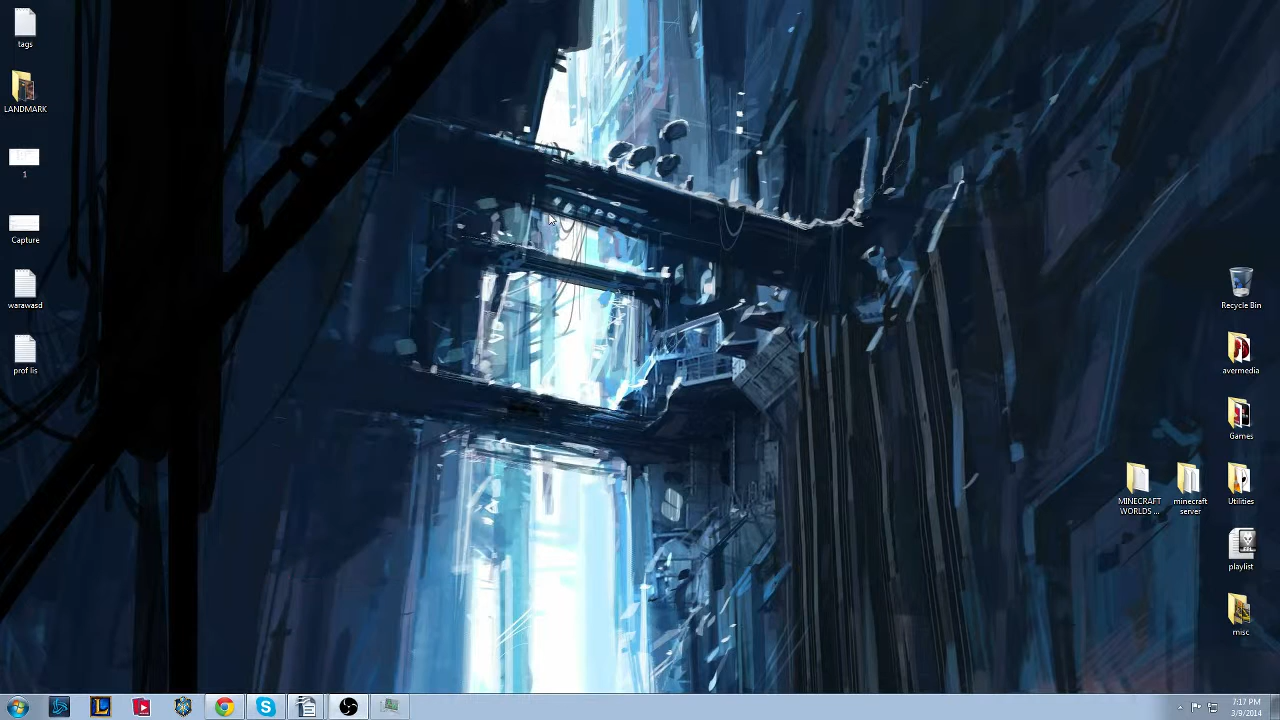 tags
LANDMARK
1
Capture
warawasd
prof lis
Recycle Bin
avermedia
Games
MINECRAFT
WORLDS ...
minecraft
server
Utilities
playlist
misc
7:17 PM
3/9/2014